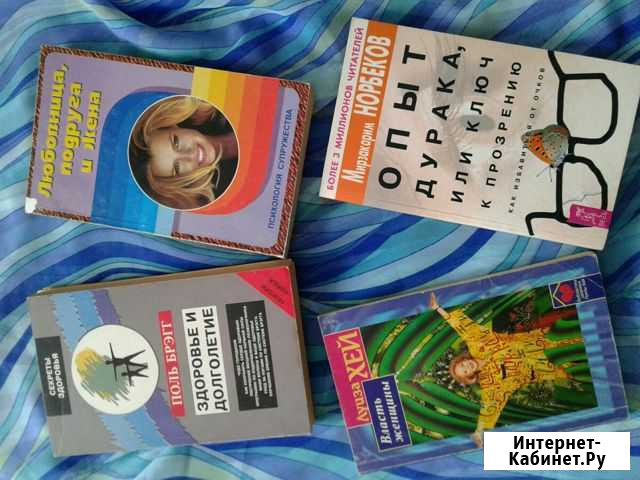 Любовница,
подруга
и жена
ПСИХОЛОГИЯ СУПРУЖЕСТВА
БОЛЕЕ 3 МИЛЛИОНОВ ЧИТАТЕЛЕЙ
Мирзакарим НОРБЕКОВ
ОПЫТ
ДУРАКА,
ИЛИ КЛЮЧ
К ПРОЗРЕНИЮ
КАК ИЗБАВИТЬСЯ ОТ ОЧКОВ
СЕКРЕТЫ
ЗДОРОВЬЯ
ПОЛЬ БРЭГГ
ЗДОРОВЬЕ И
ДОЛГОЛЕТИЕ
Луиза ХЕЙ
Власть
женщины
Интернет-
Кабинет.Ру